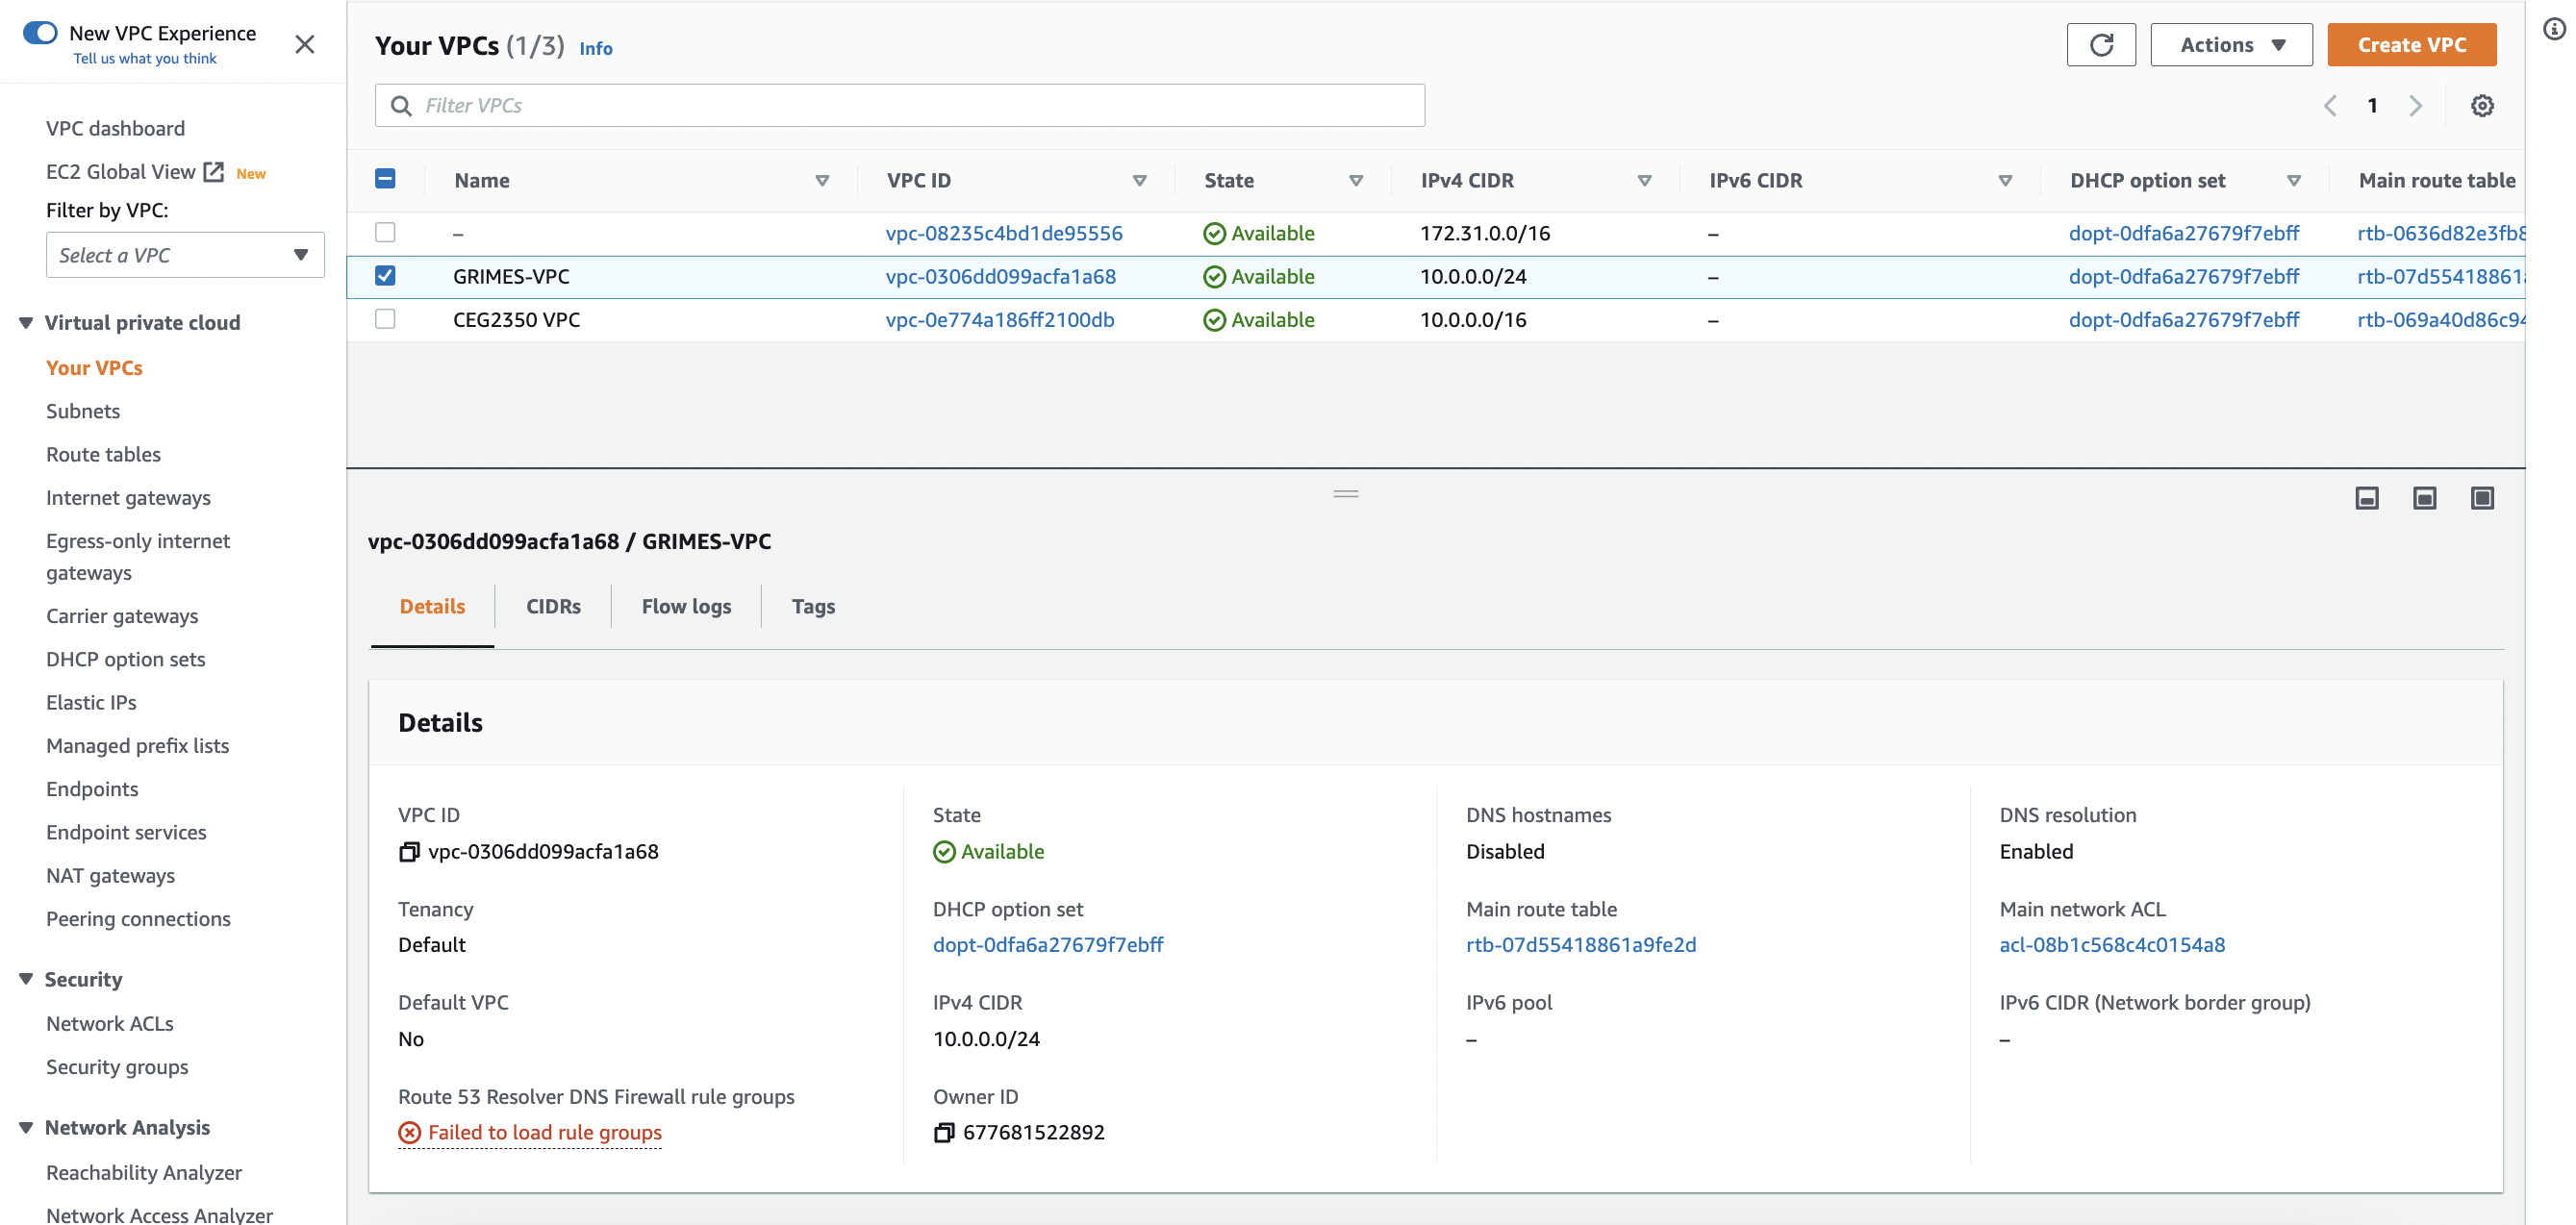 New VPC Experience
Tell us what you think
VPC dashboard
EC2 Global View New
Filter by VPC:
Select a VPC
Virtual private cloud
Your VPCs
Subnets
Route tables
Internet gateways
Egress-only internet
gateways
Carrier gateways
DHCP option sets
Elastic IPs
Managed prefix lists
Endpoints
Endpoint services
NAT gateways
Peering connections
Security
Network ACLs
Security groups
Network Analysis
Reachability Analyzer
Network Access Analyzer
Your VPCs (1/3) Info
Actions
Create VPC
Filter VPCs
1
Name VPC ID State IPv4 CIDR IPv6 CIDR DHCP option set Main route table
– vpc-08235c4bd1de95556 Available 172.31.0.0/16 – dopt-0dfa6a27679f7ebff rtb-0636d82e3fb8
GRIMES-VPC vpc-0306dd099acfa1a68 Available 10.0.0.0/24 – dopt-0dfa6a27679f7ebff rtb-07d55418861a
CEG2350 VPC vpc-0e774a186ff2100db Available 10.0.0.0/16 – dopt-0dfa6a27679f7ebff rtb-069a40d86c94
vpc-0306dd099acfa1a68 / GRIMES-VPC
Details CIDRs Flow logs Tags
Details
VPC ID State DNS hostnames DNS resolution
vpc-0306dd099acfa1a68 Available Disabled Enabled
Tenancy DHCP option set Main route table Main network ACL
Default dopt-0dfa6a27679f7ebff rtb-07d55418861a9fe2d acl-08b1c568c4c0154a8
Default VPC IPv4 CIDR IPv6 pool IPv6 CIDR (Network border group)
No 10.0.0.0/24 – –
Route 53 Resolver DNS Firewall rule groups Owner ID
Failed to load rule groups 677681522892